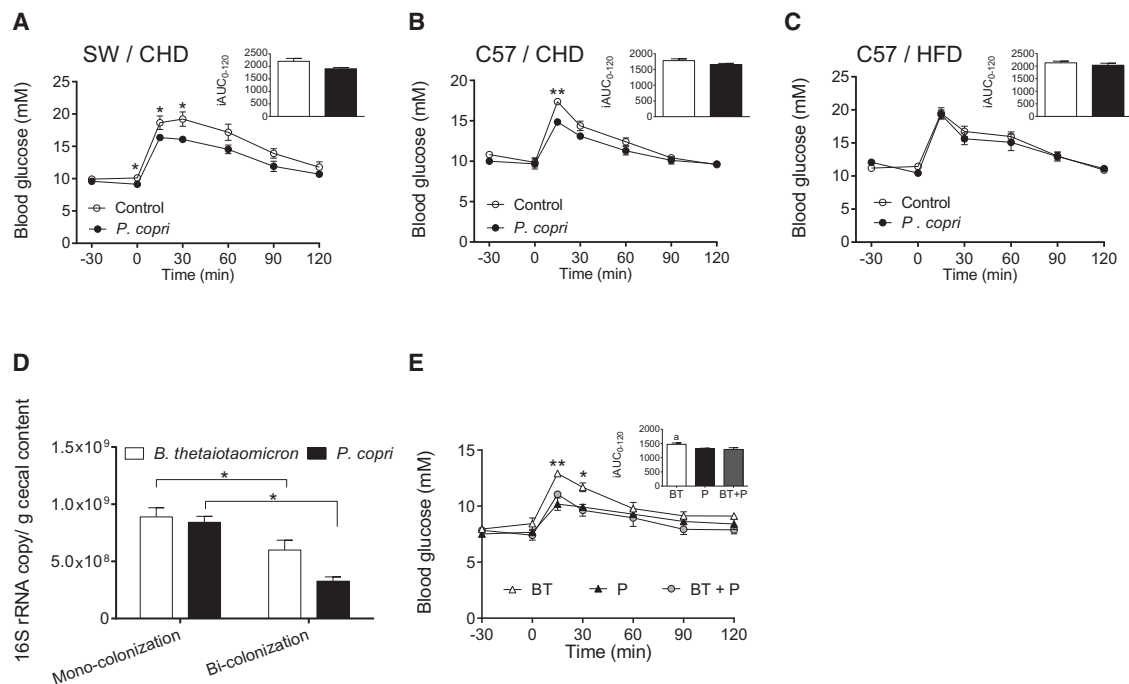 A
SW / CHD
Blood glucose (mM)
25
20
15
10
5
0
* * *
Control
P. copri
-30 0 30 60 90 120
Time (min)
iAUC0-120
2500
2000
1500
1000
500
0
B
C57 / CHD
Blood glucose (mM)
20
15
10
5
0
**
Control
P. copri
-30 0 30 60 90 120
Time (min)
iAUC0-120
2000
1500
1000
500
0
C
C57 / HFD
Blood glucose (mM)
25
20
15
10
5
0
Control
P . copri
-30 0 30 60 90 120
Time (min)
iAUC0-120
2500
2000
1500
1000
500
0
D
16S rRNA copy/ g cecal content
1.5x10⁹
1.0x10⁹
5.0x10⁸
0
B. thetaiotaomicron P. copri
*
*
Mono-colonization
Bi-colonization
E
Blood glucose (mM)
15
10
5
0
** *
BT P BT + P
-30 0 30 60 90 120
Time (min)
iAUC0-120
2000
1500
1000
500
0
a
BT P BT+P